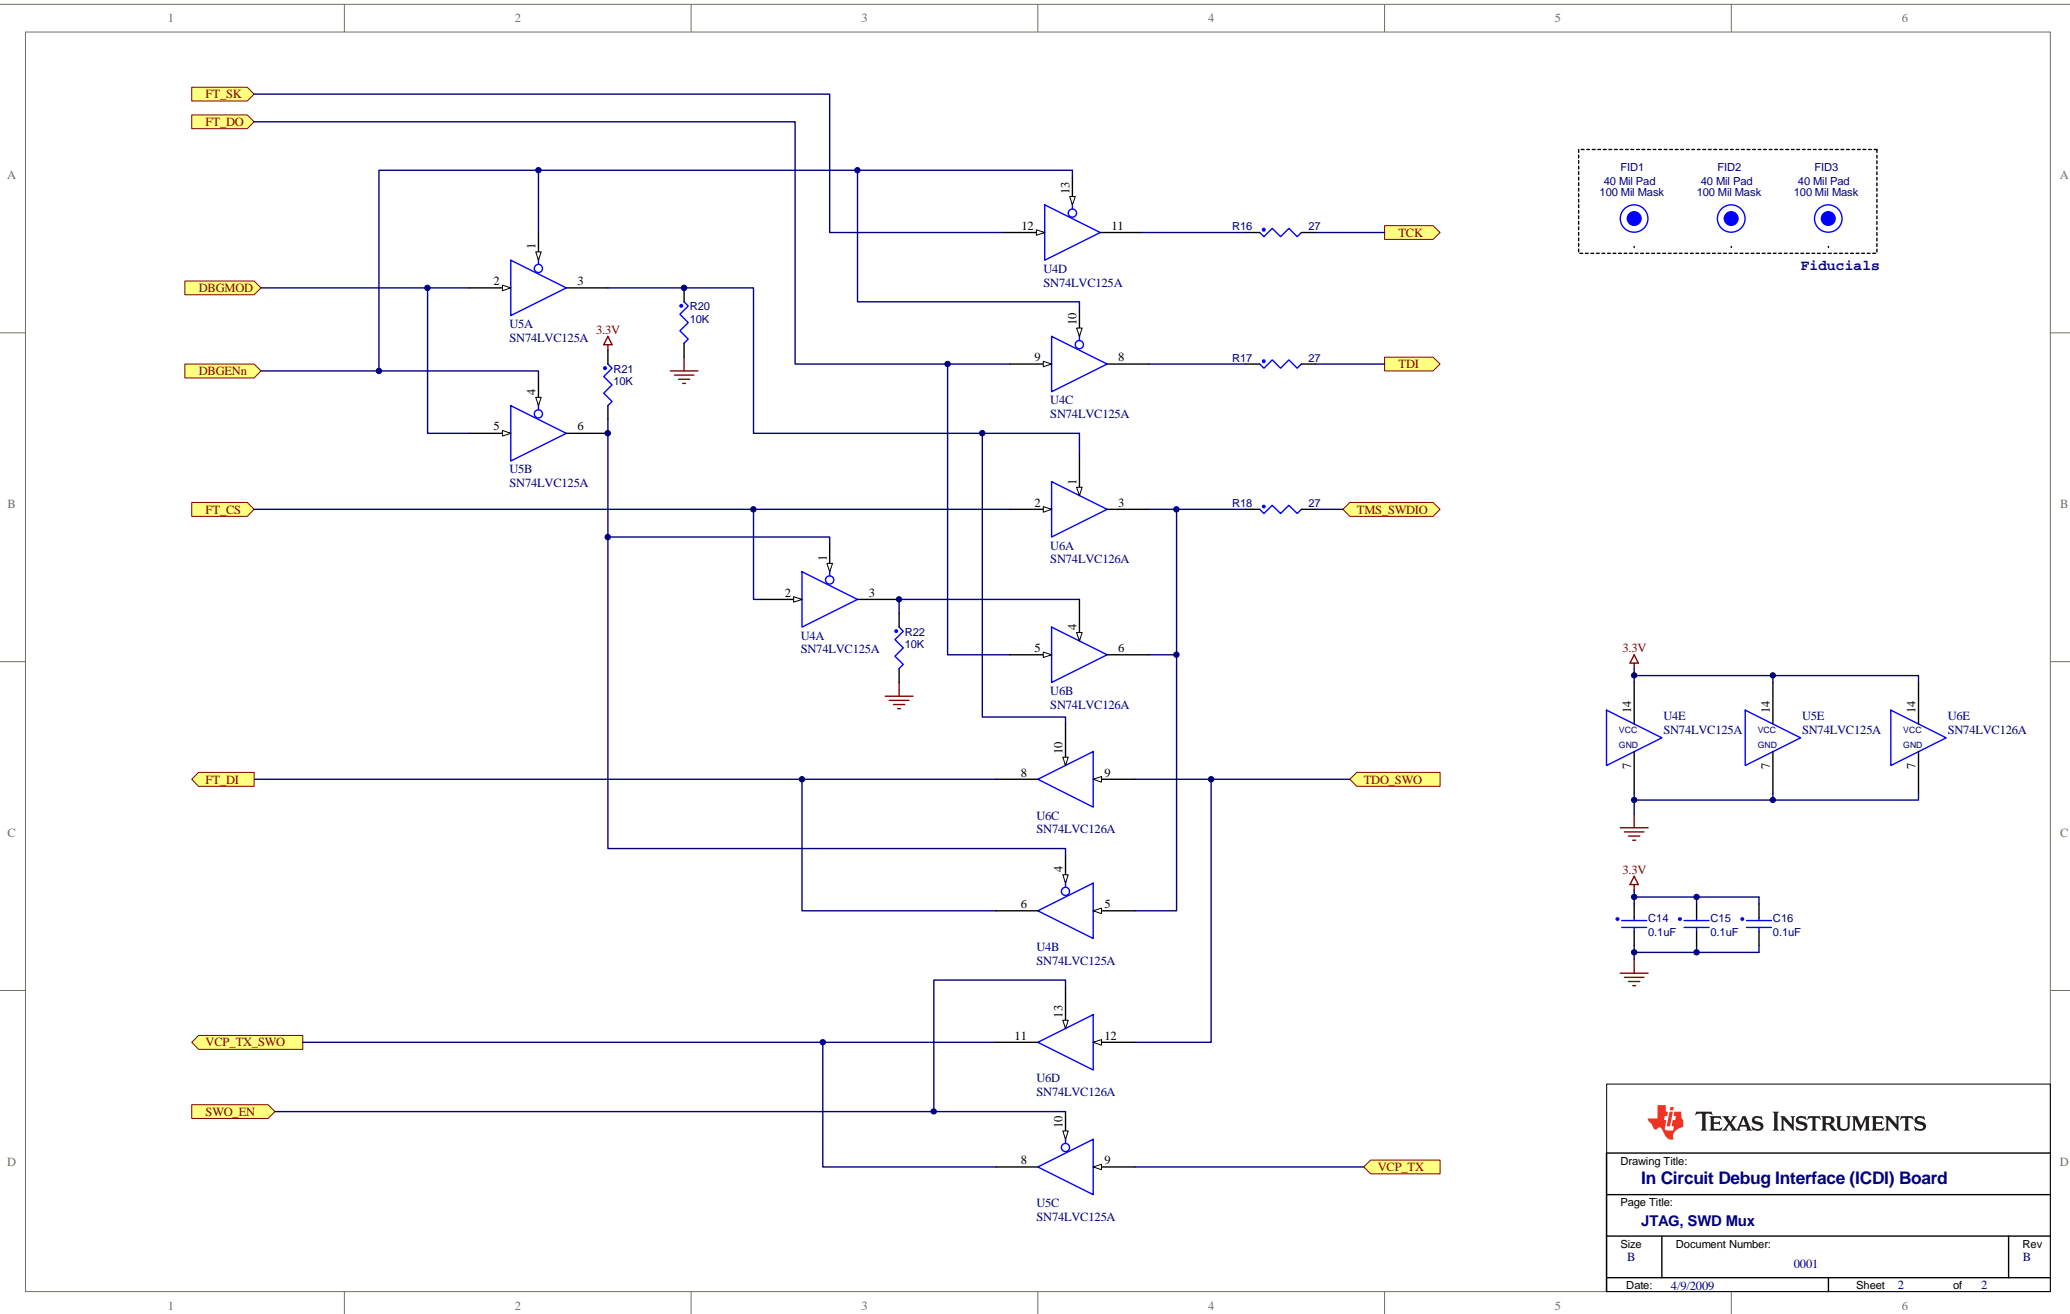 1 2 3 4 5 6
FT_SK
FT_DO
A A
FID1 FID2 FID3
40 Mil Pad 40 Mil Pad 40 Mil Pad
100 Mil Mask 100 Mil Mask 100 Mil Mask
Fiducials
13
12 11
R16 27
TCK
U4D
SN74LVC125A
1
DBGMOD
2 3
U5A
SN74LVC125A
R20
10K
3.3V
R21
10K
10
9 8
R17 27
TDI
U4C
SN74LVC125A
DBGENn
4
5 6
U5B
SN74LVC125A
B B
FT_CS
1
2 3
R18 27
TMS_SWDIO
U6A
SN74LVC126A
1
2 3
U4A
SN74LVC125A
R22
10K
4
5 6
U6B
SN74LVC126A
3.3V
14 14 14
VCC VCC VCC
GND GND GND
7 7 7
U4E
SN74LVC125A
U5E
SN74LVC125A
U6E
SN74LVC126A
10
FT_DI
8 9
TDO_SWO
U6C
SN74LVC126A
C C
4
6 5
U4B
SN74LVC125A
3.3V
C14 C15 C16
0.1uF 0.1uF 0.1uF
13
VCP_TX_SWO
11 12
U6D
SN74LVC126A
SWO_EN
10
8 9
VCP_TX
U5C
SN74LVC125A
D D
TEXAS INSTRUMENTS
Drawing Title:
In Circuit Debug Interface (ICDI) Board
Page Title:
JTAG, SWD Mux
Size Document Number: Rev
B 0001 B
Date: 4/9/2009 Sheet 2 of 2
1 2 3 4 5 6